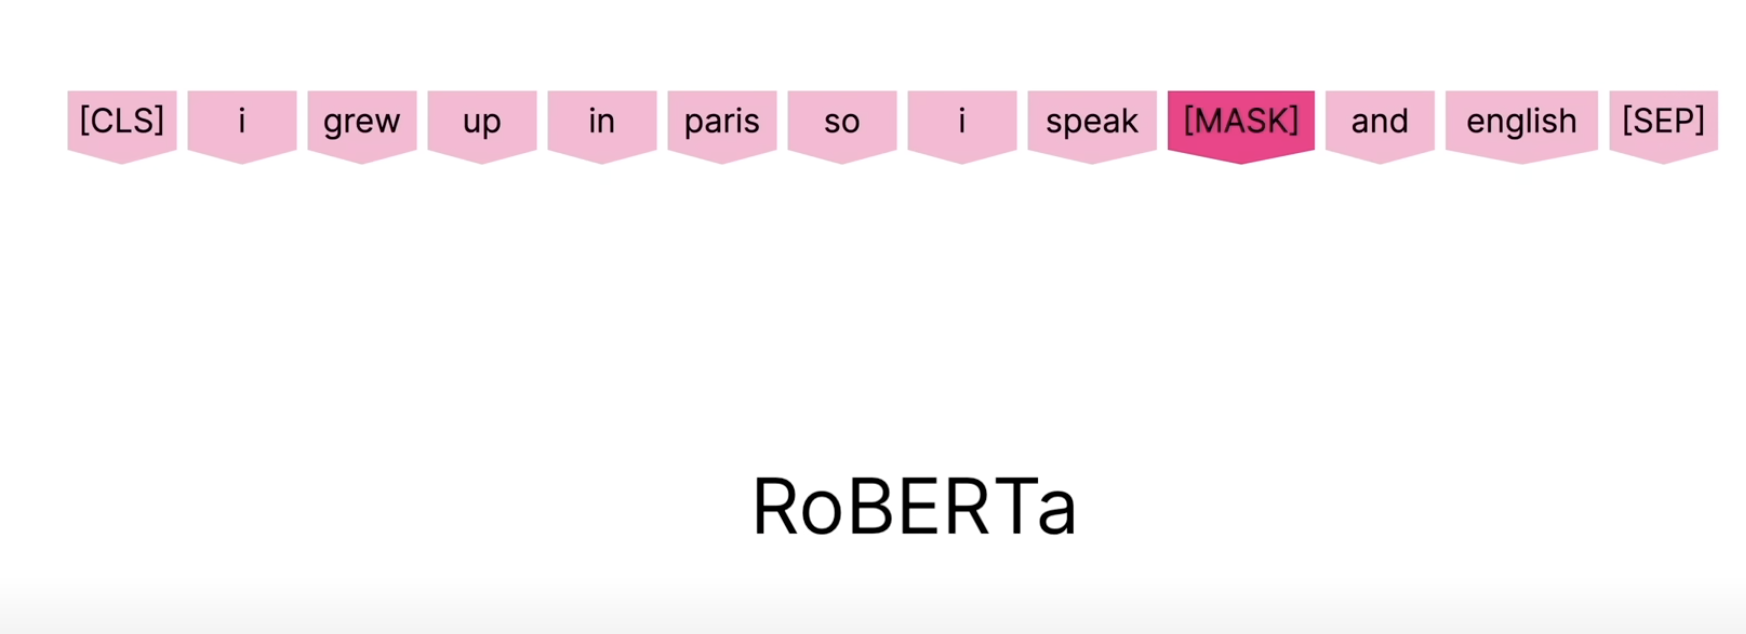 [CLS] i grew up in paris so i speak [MASK] and english [SEP]
RoBERTa